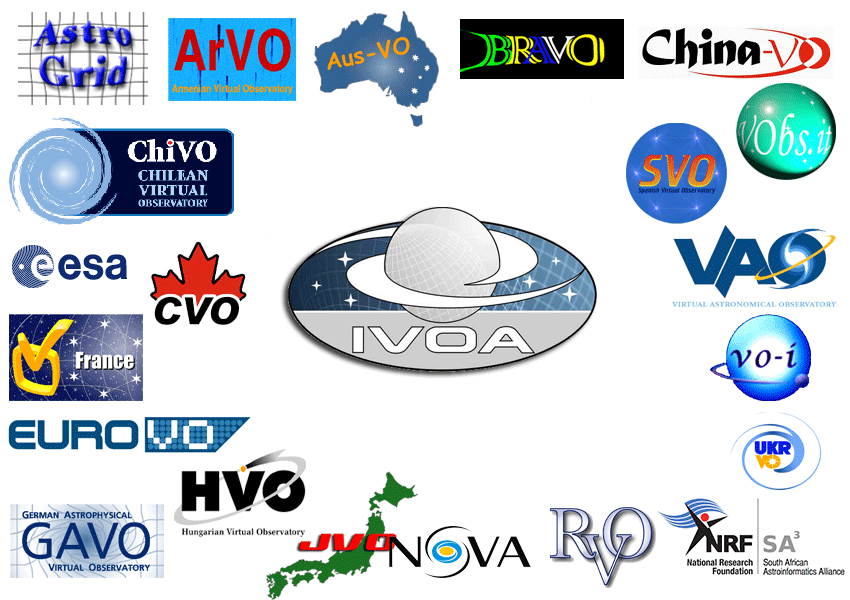 Astro
Grid
ArVO
Armenian Virtual Observatory
Aus-VO
BRAVO
China-VO
ChiVO
CHILEAN
VIRTUAL
OBSERVATORY
SVO
Spanish Virtual Observatory
VObs.it
esa
CVO
IVOA
VAO
VIRTUAL ASTRONOMICAL OBSERVATORY
France
vo-i
EURO VO
UKR
VO
HVO
Hungarian Virtual Observatory
GERMAN ASTROPHYSICAL
GAVO
VIRTUAL OBSERVATORY
JVO
NOVA
RVO
NRF
National Research
Foundation
SA3
South African
Astroinformatics Alliance